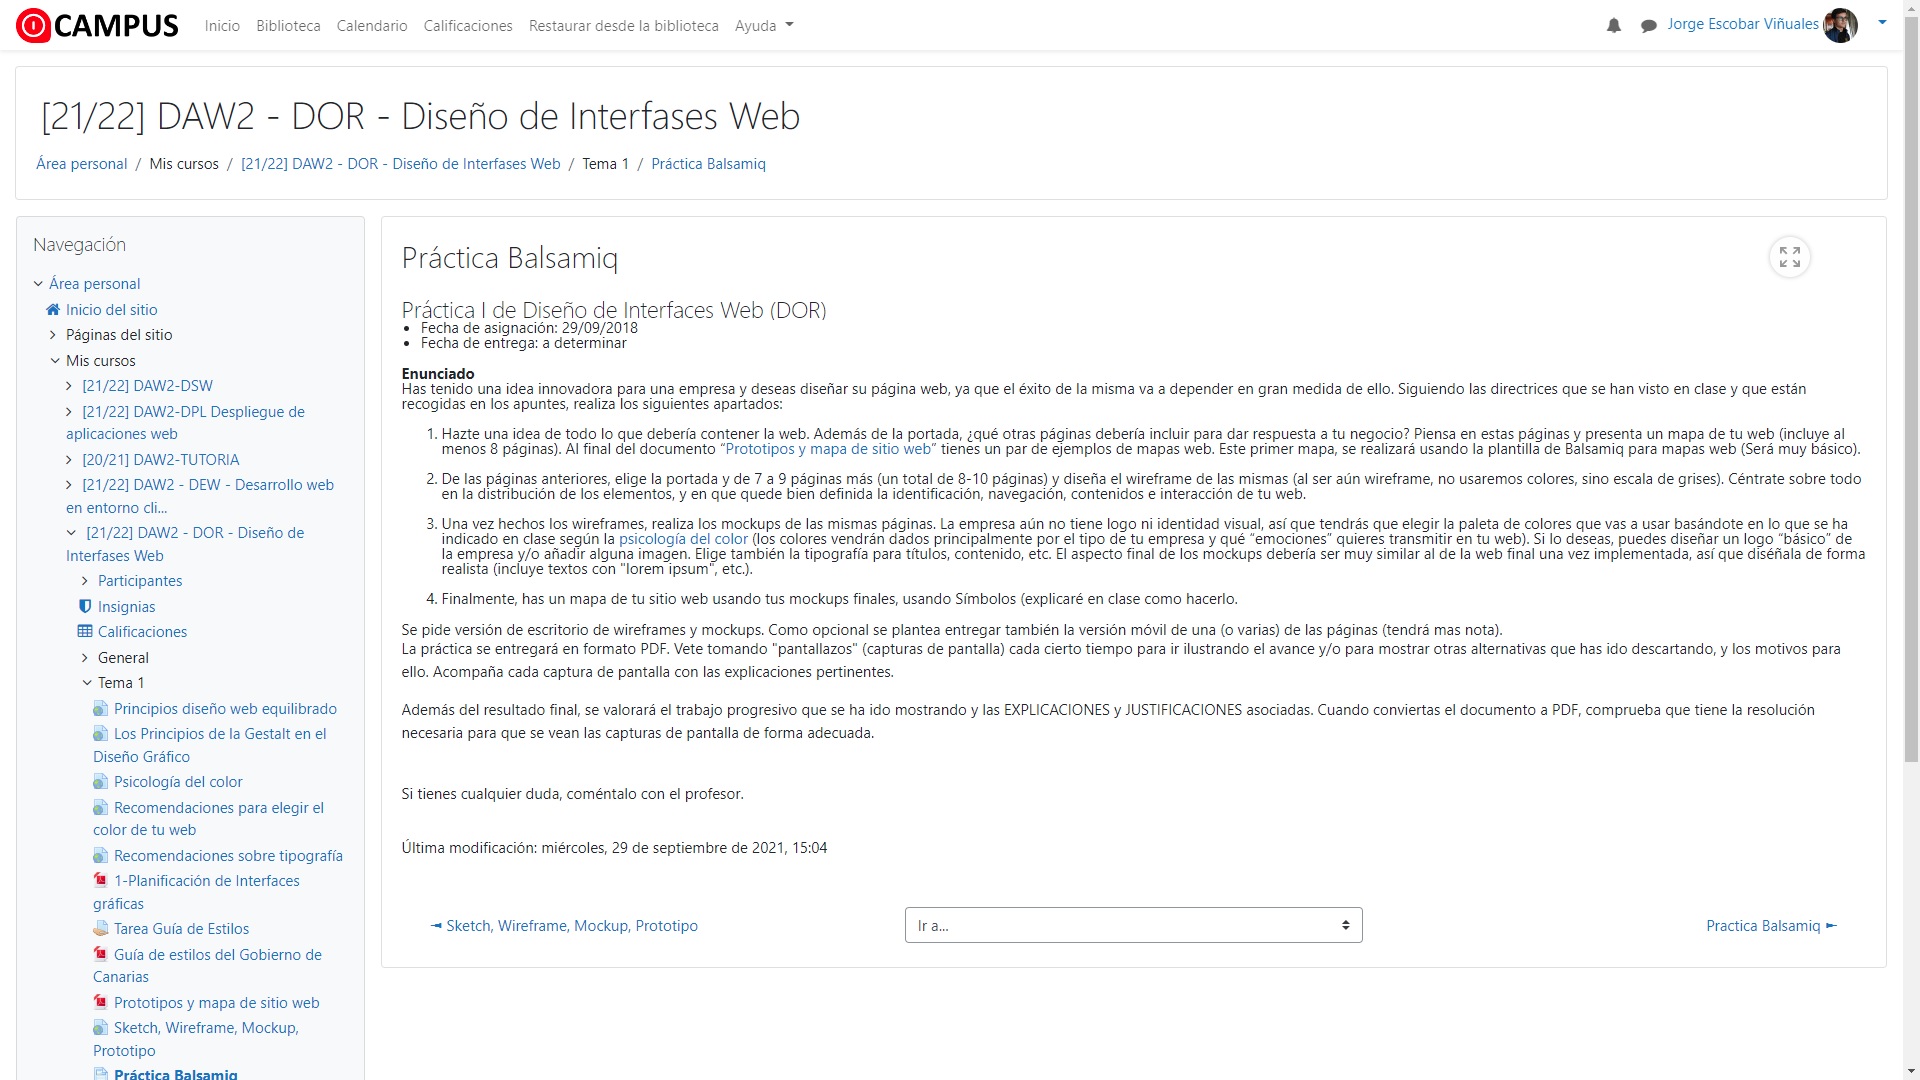 CAMPUS Inicio Biblioteca Calendario Calificaciones Restaurar desde la biblioteca Ayuda Jorge Escobar Viñuales
[21/22] DAW2 - DOR - Diseño de Interfases Web
Área personal / Mis cursos / [21/22] DAW2 - DOR - Diseño de Interfases Web / Tema 1 / Práctica Balsamiq
Navegación
Área personal
Inicio del sitio
Páginas del sitio
Mis cursos
[21/22] DAW2-DSW
[21/22] DAW2-DPL Despliegue de
aplicaciones web
[20/21] DAW2-TUTORIA
[21/22] DAW2 - DEW - Desarrollo web
en entorno cli...
[21/22] DAW2 - DOR - Diseño de
Interfases Web
Participantes
Insignias
Calificaciones
General
Tema 1
Principios diseño web equilibrado
Los Principios de la Gestalt en el
Diseño Gráfico
Psicología del color
Recomendaciones para elegir el
color de tu web
Recomendaciones sobre tipografía
1-Planificación de Interfaces
gráficas
Tarea Guía de Estilos
Guía de estilos del Gobierno de
Canarias
Prototipos y mapa de sitio web
Sketch, Wireframe, Mockup,
Prototipo
Práctica Balsamiq
Práctica Balsamiq
Práctica I de Diseño de Interfaces Web (DOR)
• Fecha de asignación: 29/09/2018
• Fecha de entrega: a determinar
Enunciado
Has tenido una idea innovadora para una empresa y deseas diseñar su página web, ya que el éxito de la misma va a depender en gran medida de ello. Siguiendo las directrices que se han visto en clase y que están
recogidas en los apuntes, realiza los siguientes apartados:
1. Hazte una idea de todo lo que debería contener la web. Además de la portada, ¿qué otras páginas debería incluir para dar respuesta a tu negocio? Piensa en estas páginas y presenta un mapa de tu web (incluye al
menos 8 páginas). Al final del documento “Prototipos y mapa de sitio web” tienes un par de ejemplos de mapas web. Este primer mapa, se realizará usando la plantilla de Balsamiq para mapas web (Será muy básico).
2. De las páginas anteriores, elige la portada y de 7 a 9 páginas más (un total de 8-10 páginas) y diseña el wireframe de las mismas (al ser aún wireframe, no usaremos colores, sino escala de grises). Céntrate sobre todo
en la distribución de los elementos, y en que quede bien definida la identificación, navegación, contenidos e interacción de tu web.
3. Una vez hechos los wireframes, realiza los mockups de las mismas páginas. La empresa aún no tiene logo ni identidad visual, así que tendrás que elegir la paleta de colores que vas a usar basándote en lo que se ha
indicado en clase según la psicología del color (los colores vendrán dados principalmente por el tipo de tu empresa y qué “emociones” quieres transmitir en tu web). Si lo deseas, puedes diseñar un logo “básico” de
la empresa y/o añadir alguna imagen. Elige también la tipografía para títulos, contenido, etc. El aspecto final de los mockups debería ser muy similar al de la web final una vez implementada, así que diséñala de forma
realista (incluye textos con "lorem ipsum", etc.).
4. Finalmente, has un mapa de tu sitio web usando tus mockups finales, usando Símbolos (explicaré en clase como hacerlo.
Se pide versión de escritorio de wireframes y mockups. Como opcional se plantea entregar también la versión móvil de una (o varias) de las páginas (tendrá mas nota).
La práctica se entregará en formato PDF. Vete tomando "pantallazos" (capturas de pantalla) cada cierto tiempo para ir ilustrando el avance y/o para mostrar otras alternativas que has ido descartando, y los motivos para
ello. Acompaña cada captura de pantalla con las explicaciones pertinentes.
Además del resultado final, se valorará el trabajo progresivo que se ha ido mostrando y las EXPLICACIONES y JUSTIFICACIONES asociadas. Cuando conviertas el documento a PDF, comprueba que tiene la resolución
necesaria para que se vean las capturas de pantalla de forma adecuada.
Si tienes cualquier duda, coméntalo con el profesor.
Última modificación: miércoles, 29 de septiembre de 2021, 15:04
◄ Sketch, Wireframe, Mockup, Prototipo Ir a... Practica Balsamiq ►